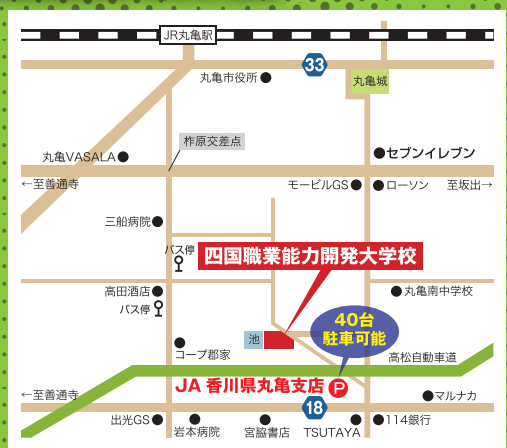 JR丸亀駅
33
丸亀市役所
丸亀城
柞原交差点
丸亀VASALA
セブンイレブン
←至善通寺
モービルGS
ローソン
至坂出→
三船病院
バス停
四国職業能力開発大学校
高田酒店
バス停
丸亀南中学校
40台
駐車可能
池
コープ郡家
高松自動車道
JA 香川県丸亀支店
P
←至善通寺
18
マルナカ
出光GS
岩本病院
宮脇書店
TSUTAYA
114銀行